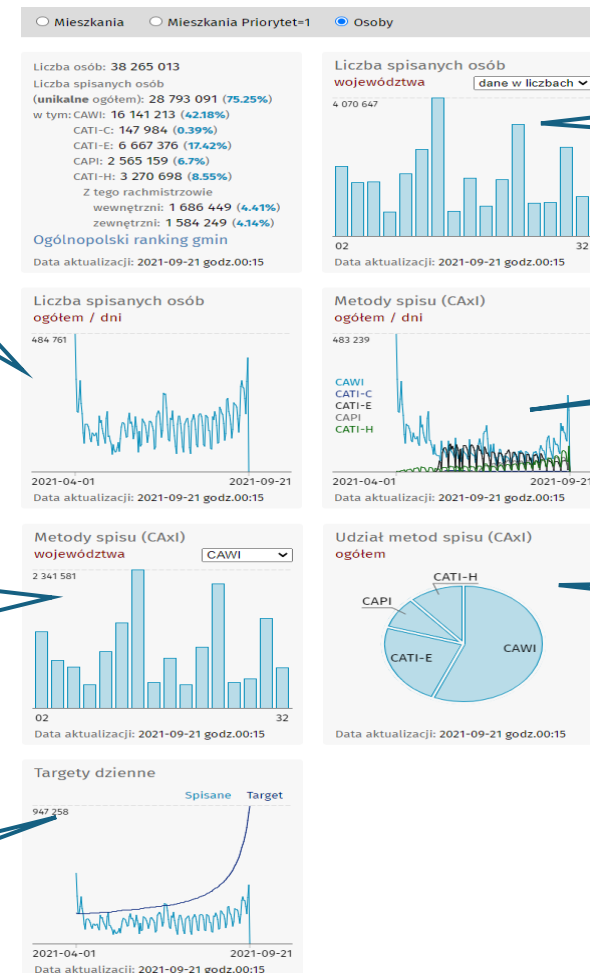 Mieszkania Mieszkania Priorytet=1 Osoby
Liczba osób: 38 265 013
Liczba spisanych osób
(unikalne ogółem): 28 793 091 (75.25%)
w tym: CAWI: 16 141 213 (42.18%)
CATI-C: 147 984 (0.39%)
CATI-E: 6 667 376 (17.42%)
CAPI: 2 565 159 (6.7%)
CATI-H: 3 270 698 (8.55%)
Z tego rachmistrzowie
wewnętrzni: 1 686 449 (4.41%)
zewnętrzni: 1 584 249 (4.14%)
Ogólnopolski ranking gmin
Data aktualizacji: 2021-09-21 godz.00:15
Liczba spisanych osób
województwa dane w liczbach
4 070 647
02 32
Data aktualizacji: 2021-09-21 godz.00:15
Liczba spisanych osób
ogółem / dni
484 761
2021-04-01 2021-09-21
Data aktualizacji: 2021-09-21 godz.00:15
Metody spisu (CAxI)
ogółem / dni
483 239
CAWI
CATI-C
CATI-E
CAPI
CATI-H
2021-04-01 2021-09-21
Data aktualizacji: 2021-09-21 godz.00:15
Metody spisu (CAxI)
województwa CAWI
2 341 581
02 32
Data aktualizacji: 2021-09-21 godz.00:15
Udział metod spisu (CAxI)
ogółem
CATI-H
CAPI
CATI-E
CAWI
Data aktualizacji: 2021-09-21 godz.00:15
Targety dzienne
Spisane Target
947 258
2021-04-01 2021-09-21
Data aktualizacji: 2021-09-21 godz.00:15